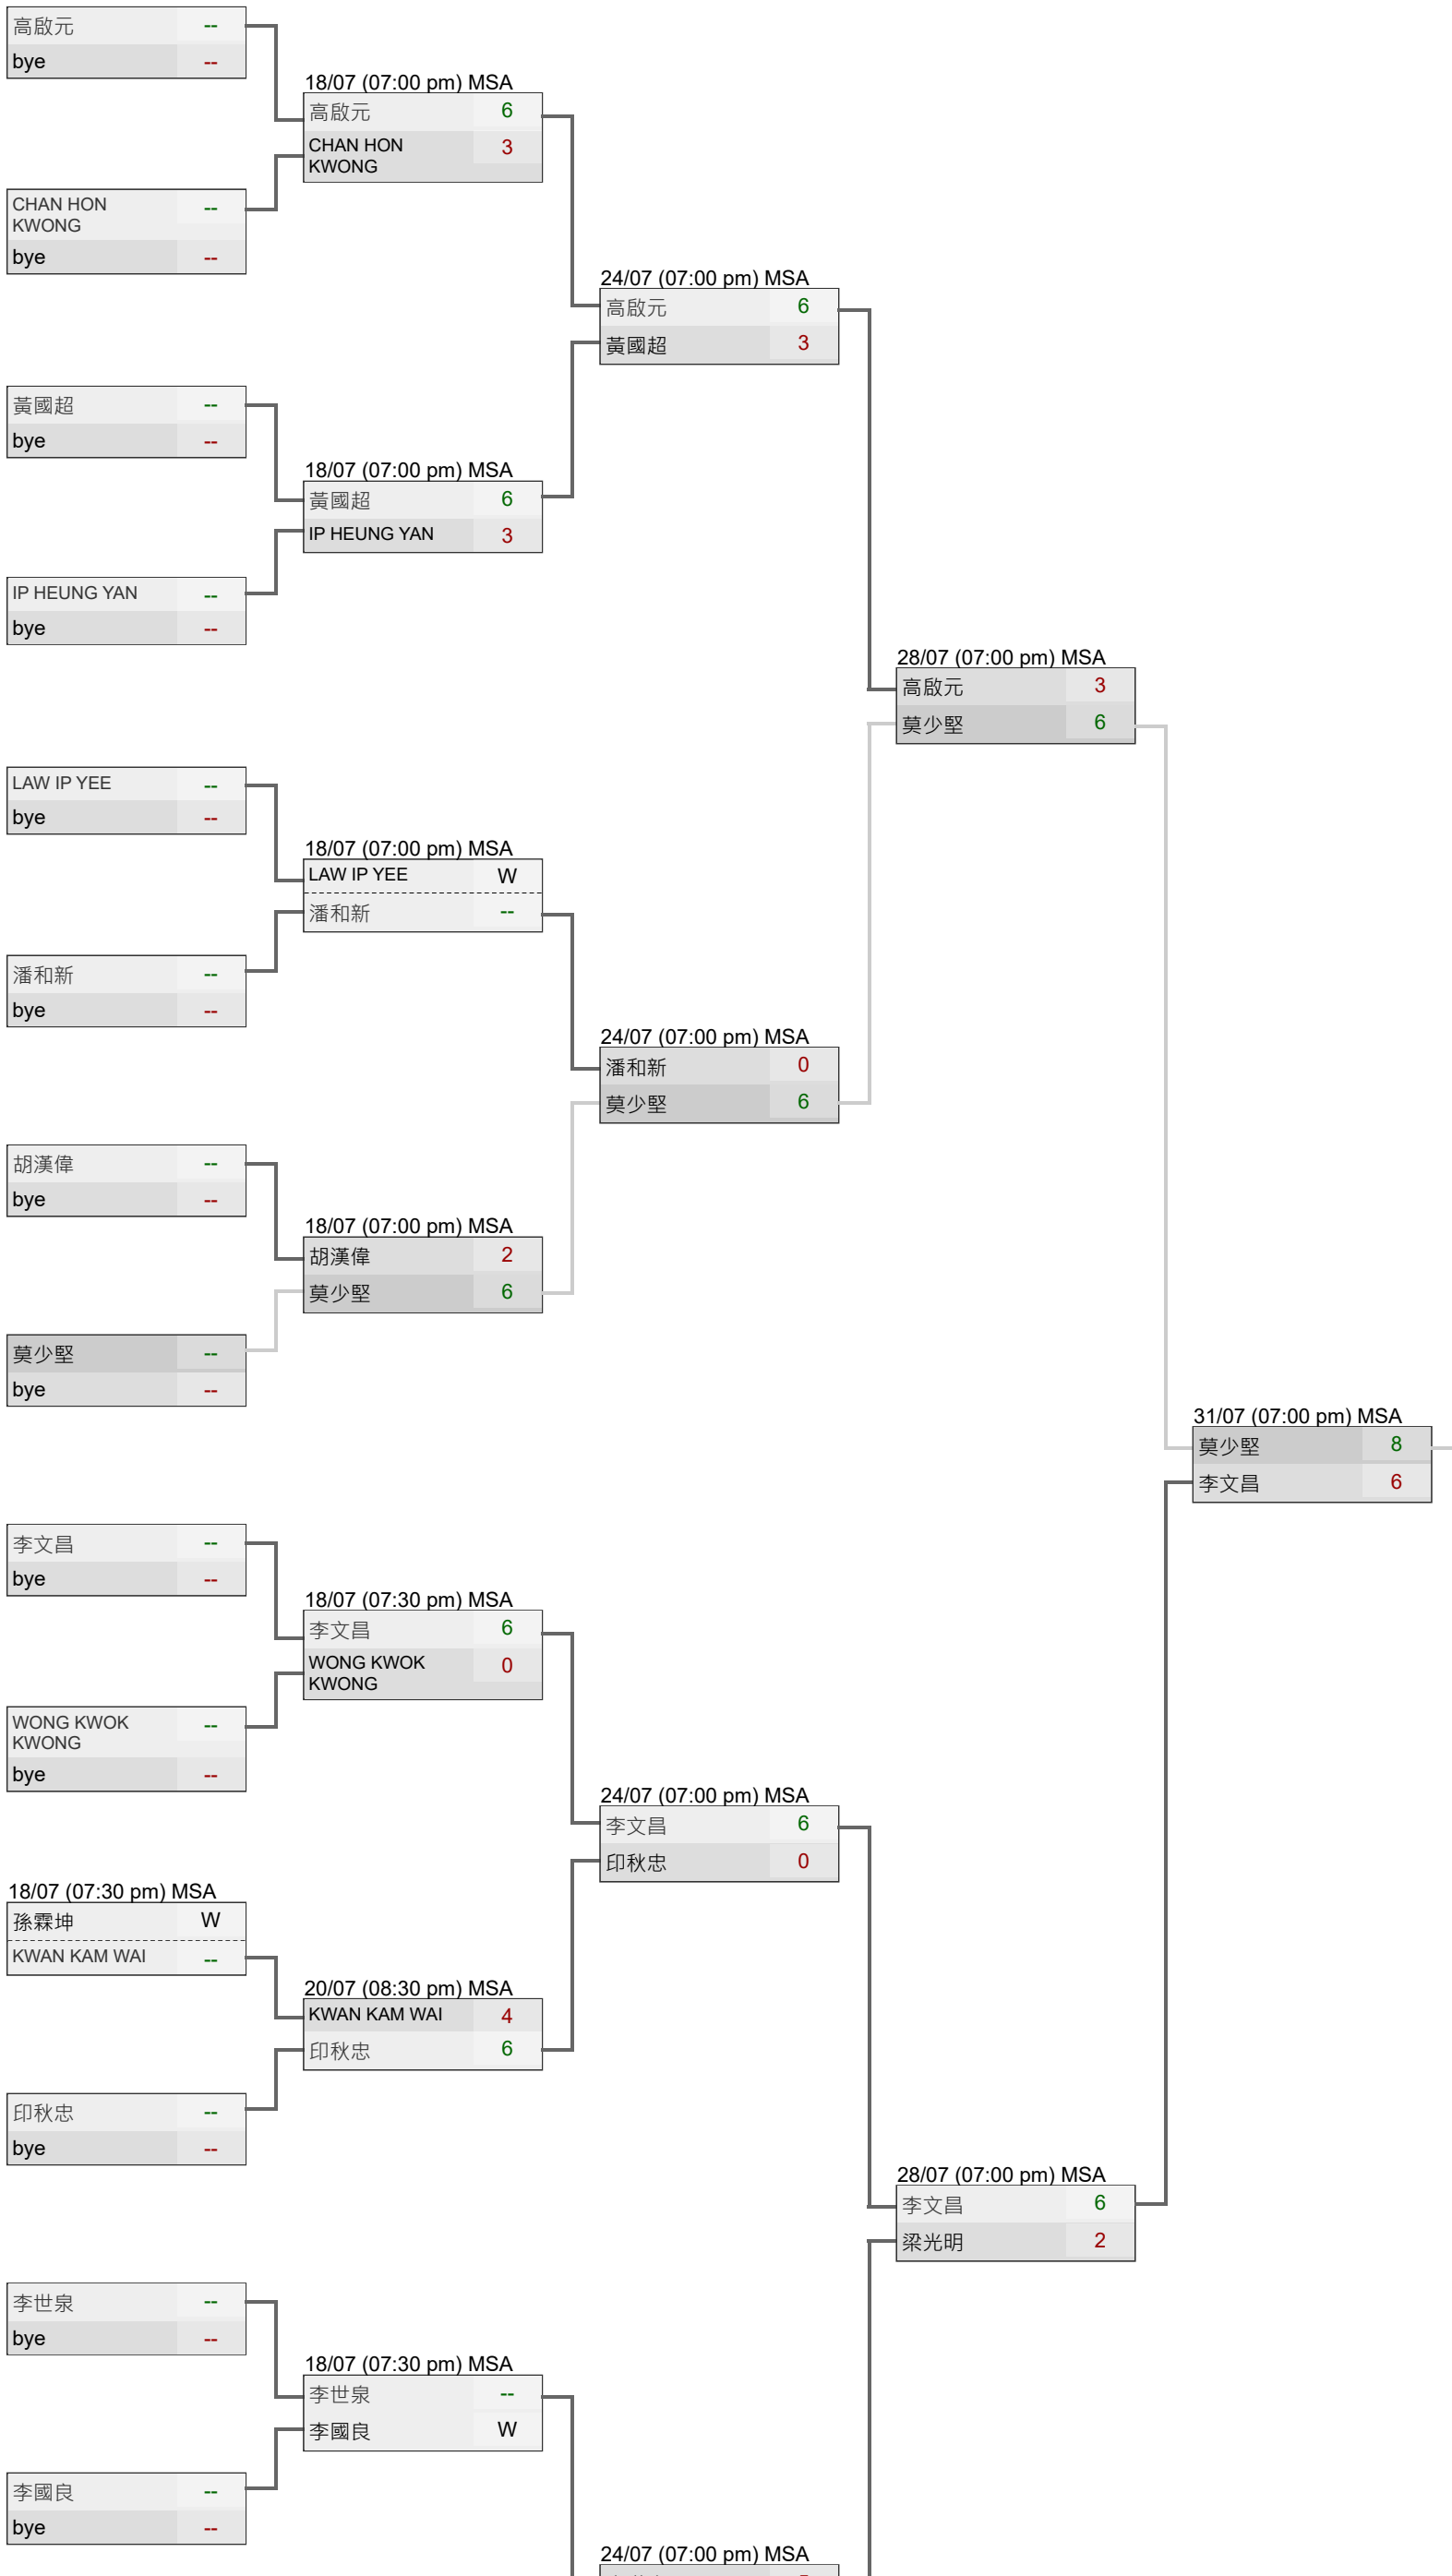 高啟元 --
bye --
18/07 (07:00 pm) MSA
高啟元 6
CHAN HON
KWONG 3
CHAN HON
KWONG --
bye --
24/07 (07:00 pm) MSA
高啟元 6
黃國超 3
黃國超 --
bye --
18/07 (07:00 pm) MSA
黃國超 6
IP HEUNG YAN 3
IP HEUNG YAN --
bye --
28/07 (07:00 pm) MSA
高啟元 3
莫少堅 6
LAW IP YEE --
bye --
18/07 (07:00 pm) MSA
LAW IP YEE W
潘和新 --
潘和新 --
bye --
24/07 (07:00 pm) MSA
潘和新 0
莫少堅 6
胡漢偉 --
bye --
18/07 (07:00 pm) MSA
胡漢偉 2
莫少堅 6
莫少堅 --
bye --
31/07 (07:00 pm) MSA
莫少堅 8
李文昌 6
李文昌 --
bye --
18/07 (07:30 pm) MSA
李文昌 6
WONG KWOK
KWONG 0
WONG KWOK
KWONG --
bye --
24/07 (07:00 pm) MSA
李文昌 6
印秋忠 0
18/07 (07:30 pm) MSA
孫霖坤 W
KWAN KAM WAI --
20/07 (08:30 pm) MSA
KWAN KAM WAI 4
印秋忠 6
印秋忠 --
bye --
28/07 (07:00 pm) MSA
李文昌 6
梁光明 2
李世泉 --
bye --
18/07 (07:30 pm) MSA
李世泉 --
李國良 W
李國良 --
bye --
24/07 (07:00 pm) MSA